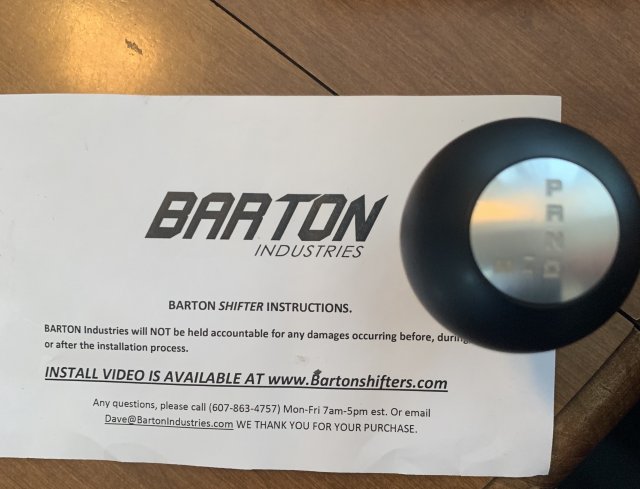 BARTON
INDUSTRIES
BARTON SHIFTER INSTRUCTIONS.
BARTON Industries will NOT be held accountable for any damages occurring before, during
or after the installation process.
INSTALL VIDEO IS AVAILABLE AT www.Bartonshifters.com
Any questions, please call (607-863-4757) Mon-Fri 7am-5pm est. Or email
Dave@BartonIndustries.com WE THANK YOU FOR YOUR PURCHASE.
P
R
N
D